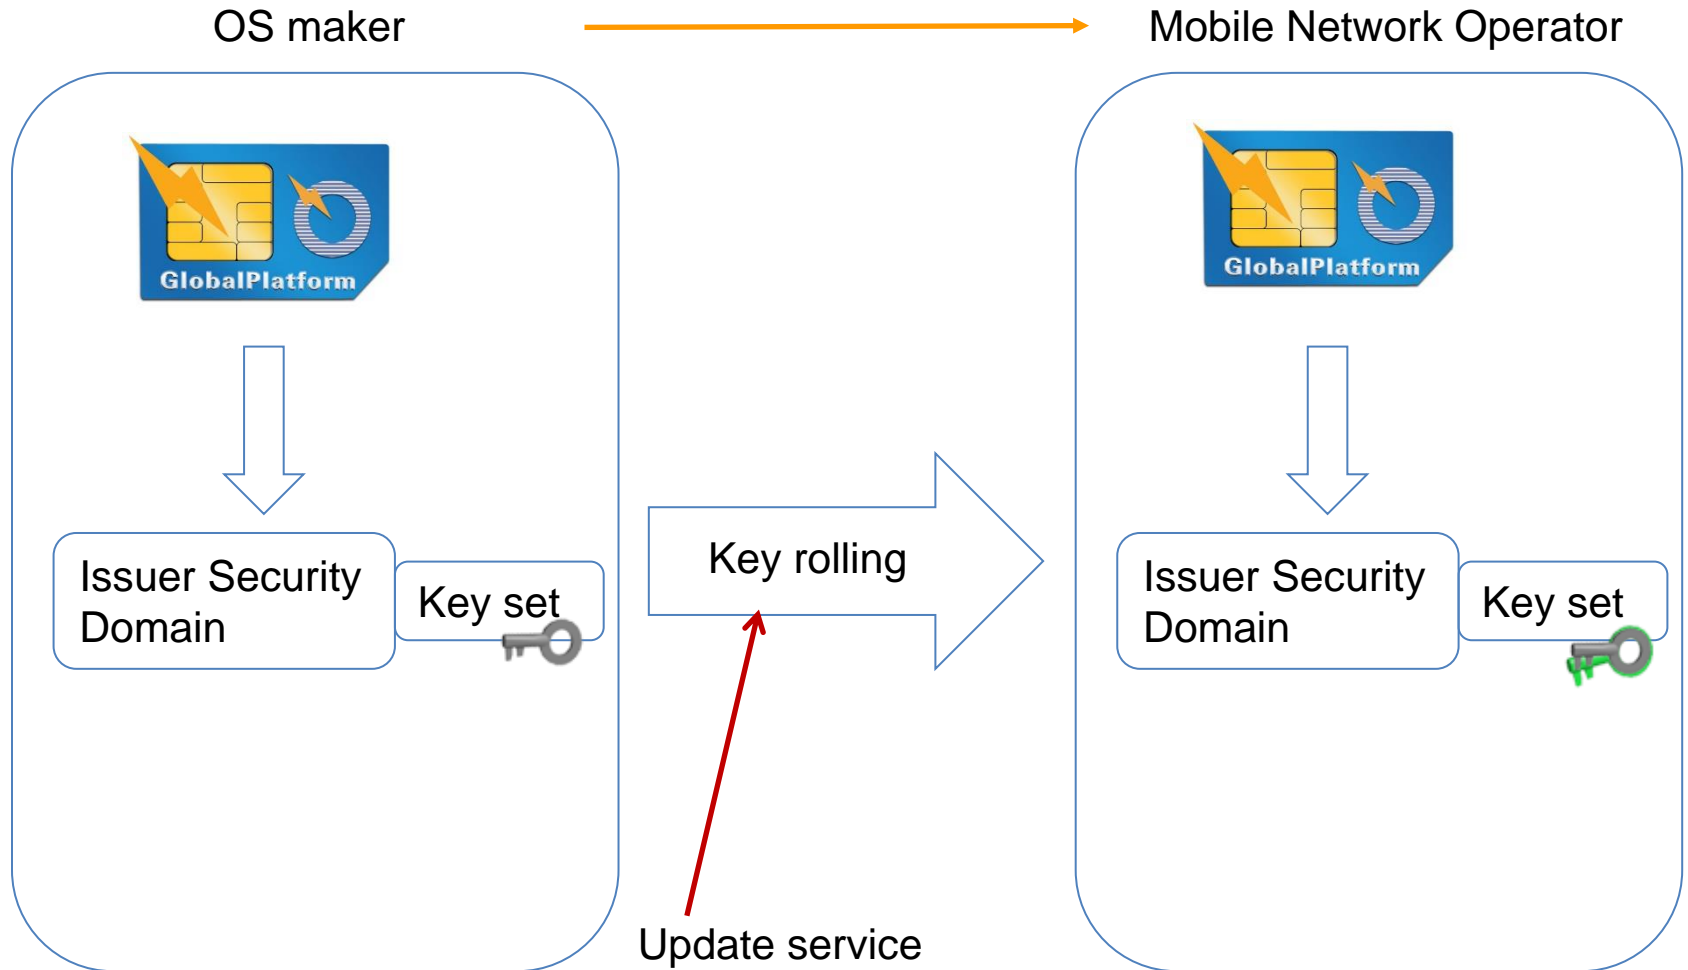 OS maker
Mobile Network Operator
GlobalPlatform
GlobalPlatform
Issuer Security
Domain
Key set
Key rolling
Issuer Security
Domain
Key set
Update service